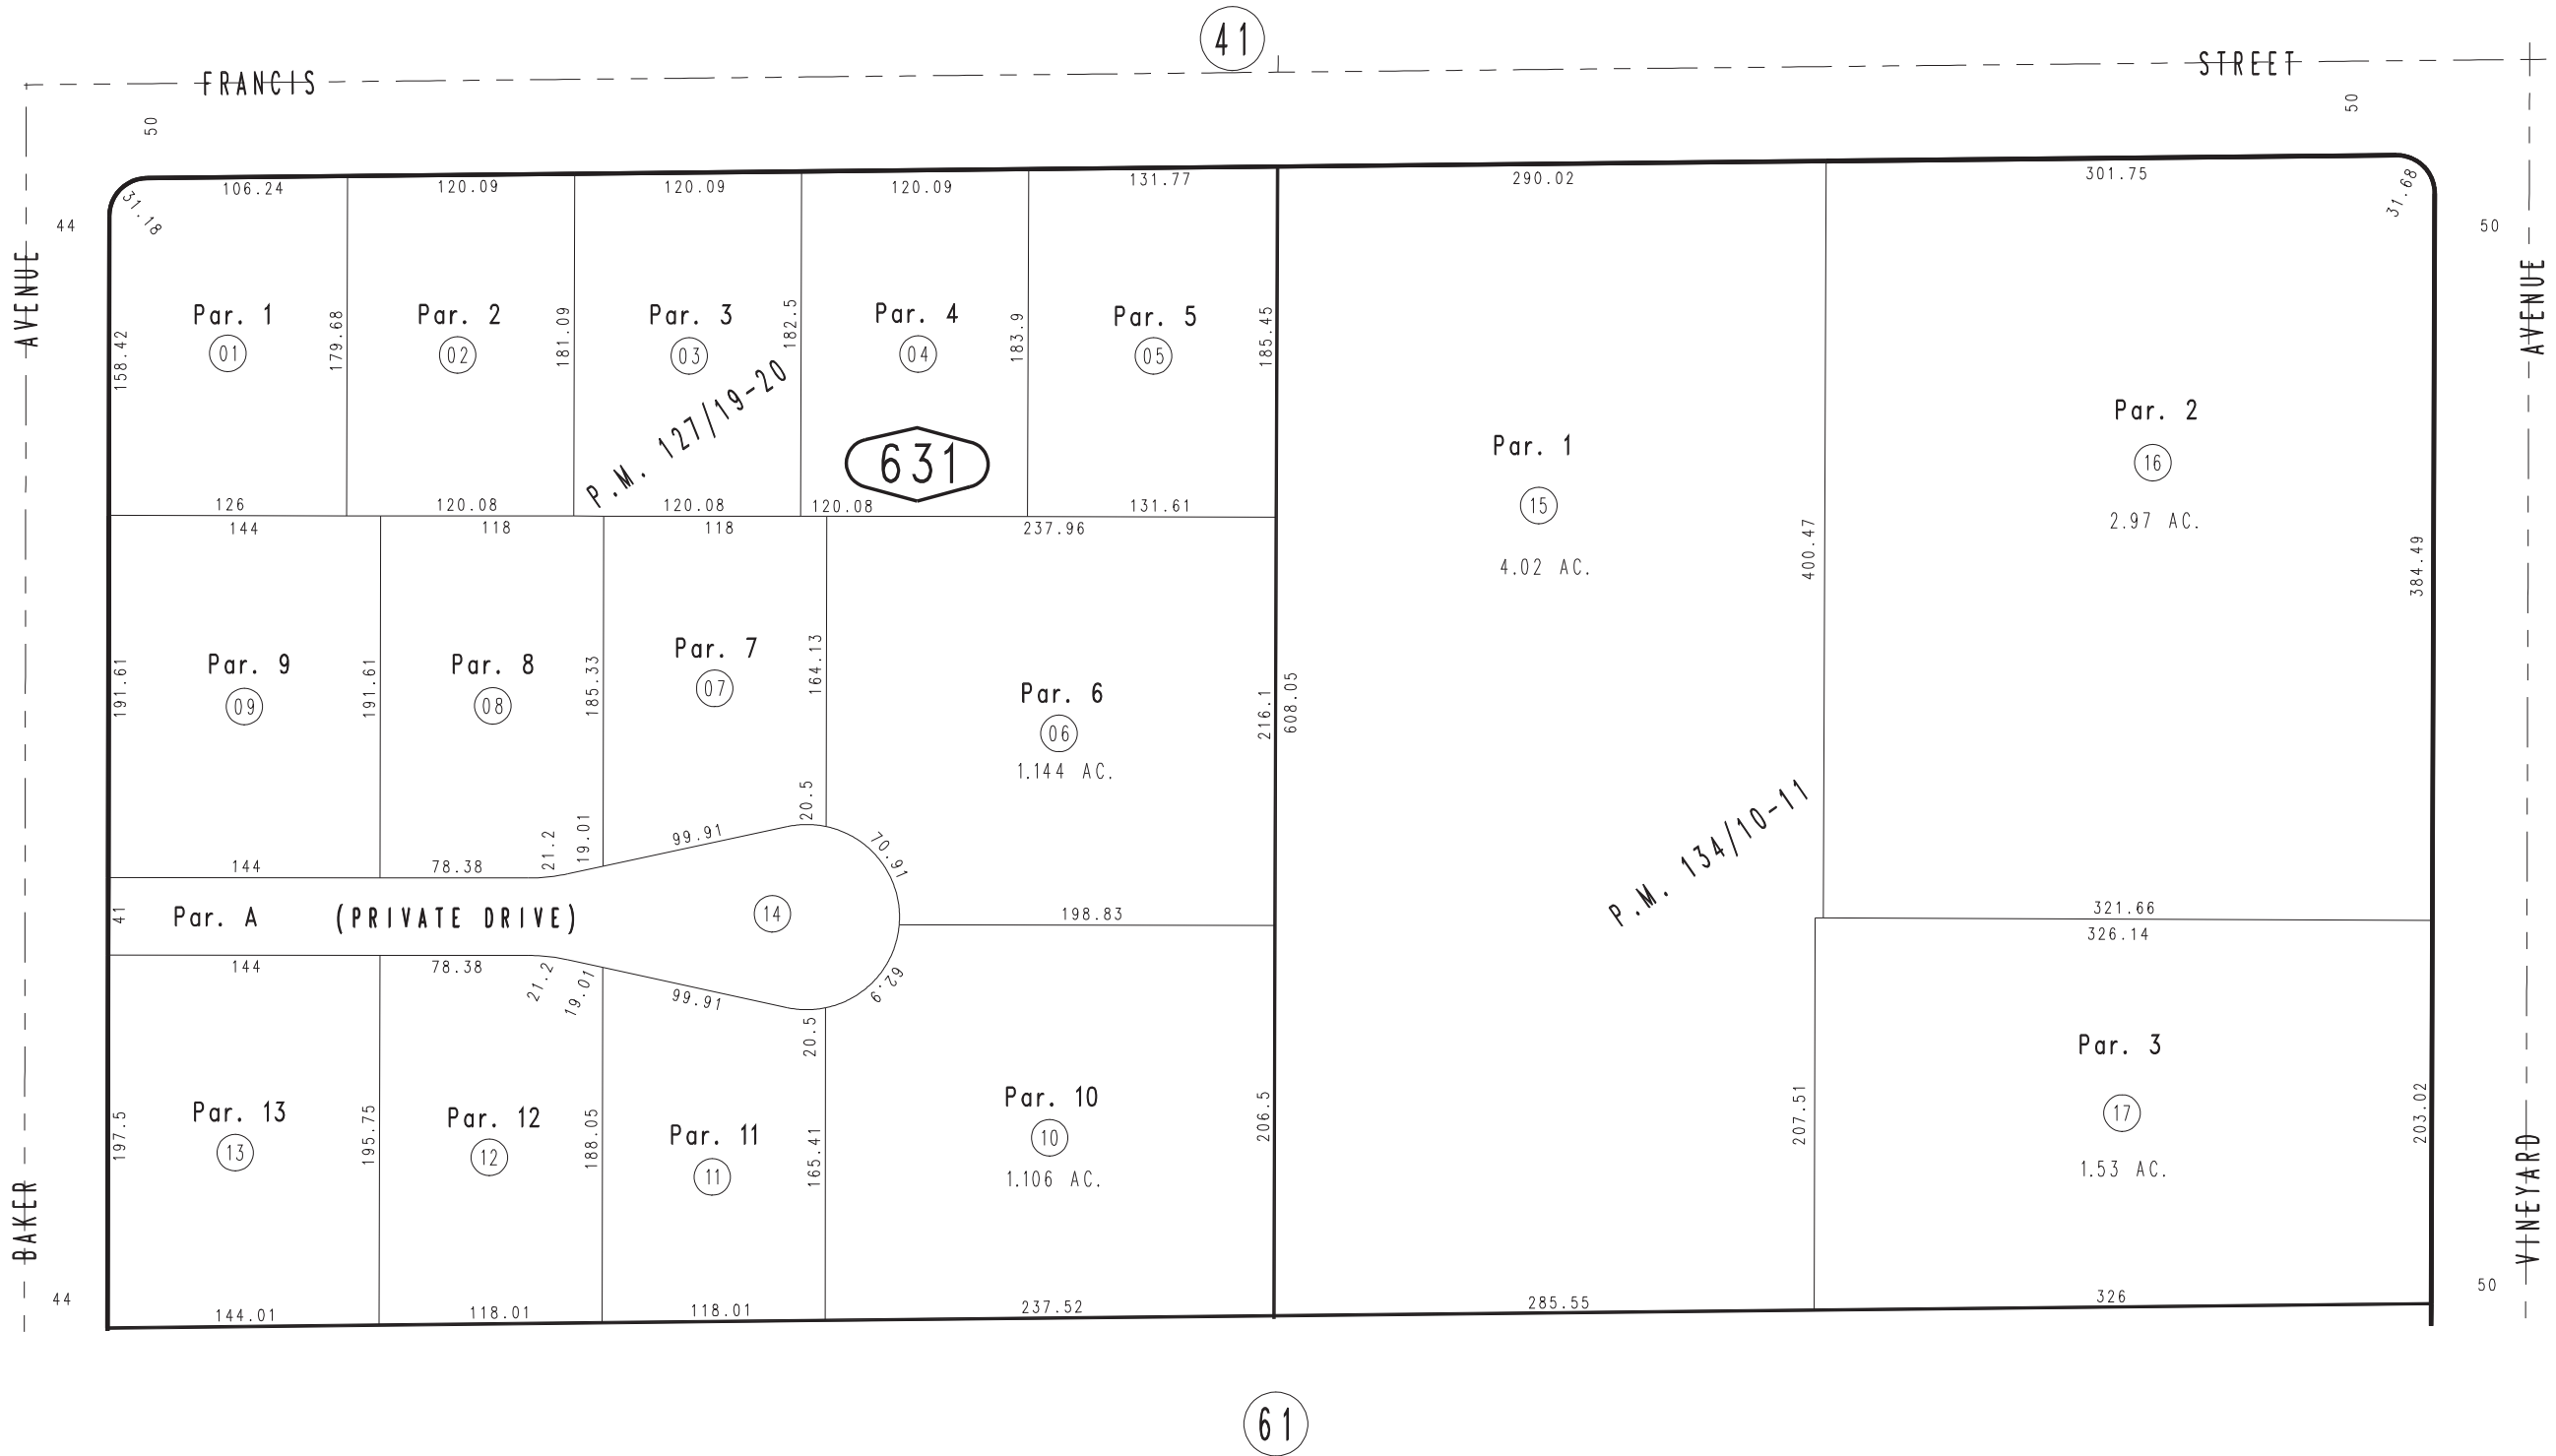 41
FRANCIS
STREET
50
50
106.24
120.09
120.09
120.09
131.77
290.02
301.75
31.18
31.68
44
50
AVENUE
AVENUE
Par. 1
01
Par. 2
02
Par. 3
03
Par. 4
04
Par. 5
05
158.42
179.68
181.09
182.5
183.9
185.45
P.M. 127/19-20
631
Par. 1
15
4.02 AC.
Par. 2
16
2.97 AC.
400.47
384.49
126
120.08
120.08
120.08
131.61
144
118
118
237.96
191.61
Par. 9
09
191.61
Par. 8
08
185.33
Par. 7
07
164.13
Par. 6
06
1.144 AC.
216.1
608.05
20.5
21.2
19.01
99.91
70.91
144
78.38
P.M. 134/10-11
41
Par. A
(PRIVATE DRIVE)
14
198.83
321.66
326.14
144
78.38
21.2
19.01
99.91
62.9
20.5
197.5
Par. 13
13
195.75
Par. 12
12
188.05
Par. 11
11
165.41
Par. 10
10
1.106 AC.
206.5
207.51
Par. 3
17
1.53 AC.
203.02
BAKER
VINEYARD
44
50
144.01
118.01
118.01
237.52
285.55
326
61